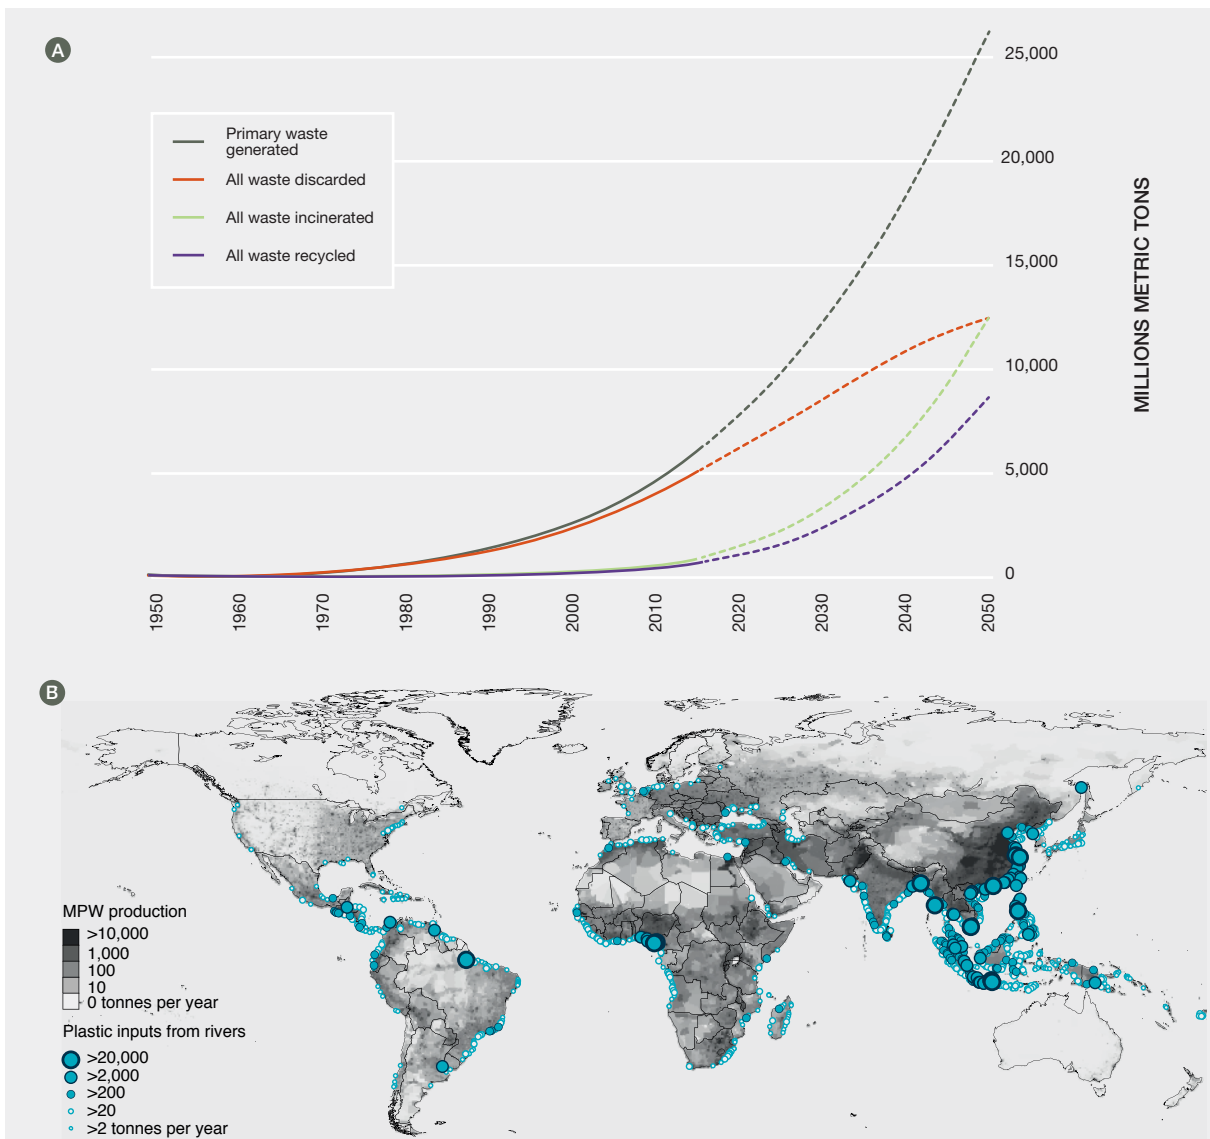 A
25,000
20,000
15,000
10,000
5,000
0
MILLIONS METRIC TONS
Primary waste
generated
All waste discarded
All waste incinerated
All waste recycled
1950
1960
1970
1980
1990
2000
2010
2020
2030
2040
2050
B
MPW production
>10,000
1,000
100
10
0 tonnes per year
Plastic inputs from rivers
>20,000
>2,000
>200
>20
>2 tonnes per year